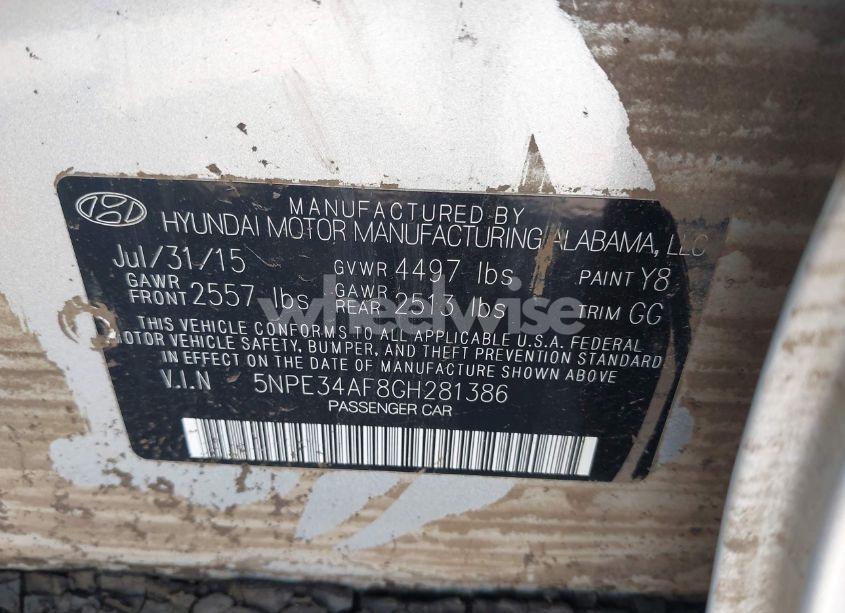 MANUFACTURED BY
HYUNDAI MOTOR MANUFACTURING ALABAMA, LLC
Jul/31/15 GVWR 4497 lbs PAINT Y8
GAWR FRONT 2557 lbs GAWR REAR 2513 lbs TRIM GG
wheelwise
THIS VEHICLE CONFORMS TO ALL APPLICABLE U.S.A. FEDERAL
MOTOR VEHICLE SAFETY, BUMPER, AND THEFT PREVENTION STANDARDS
IN EFFECT ON THE DATE OF MANUFACTURE SHOWN ABOVE.
V.I.N 5NPE34AF8GH281386
PASSENGER CAR